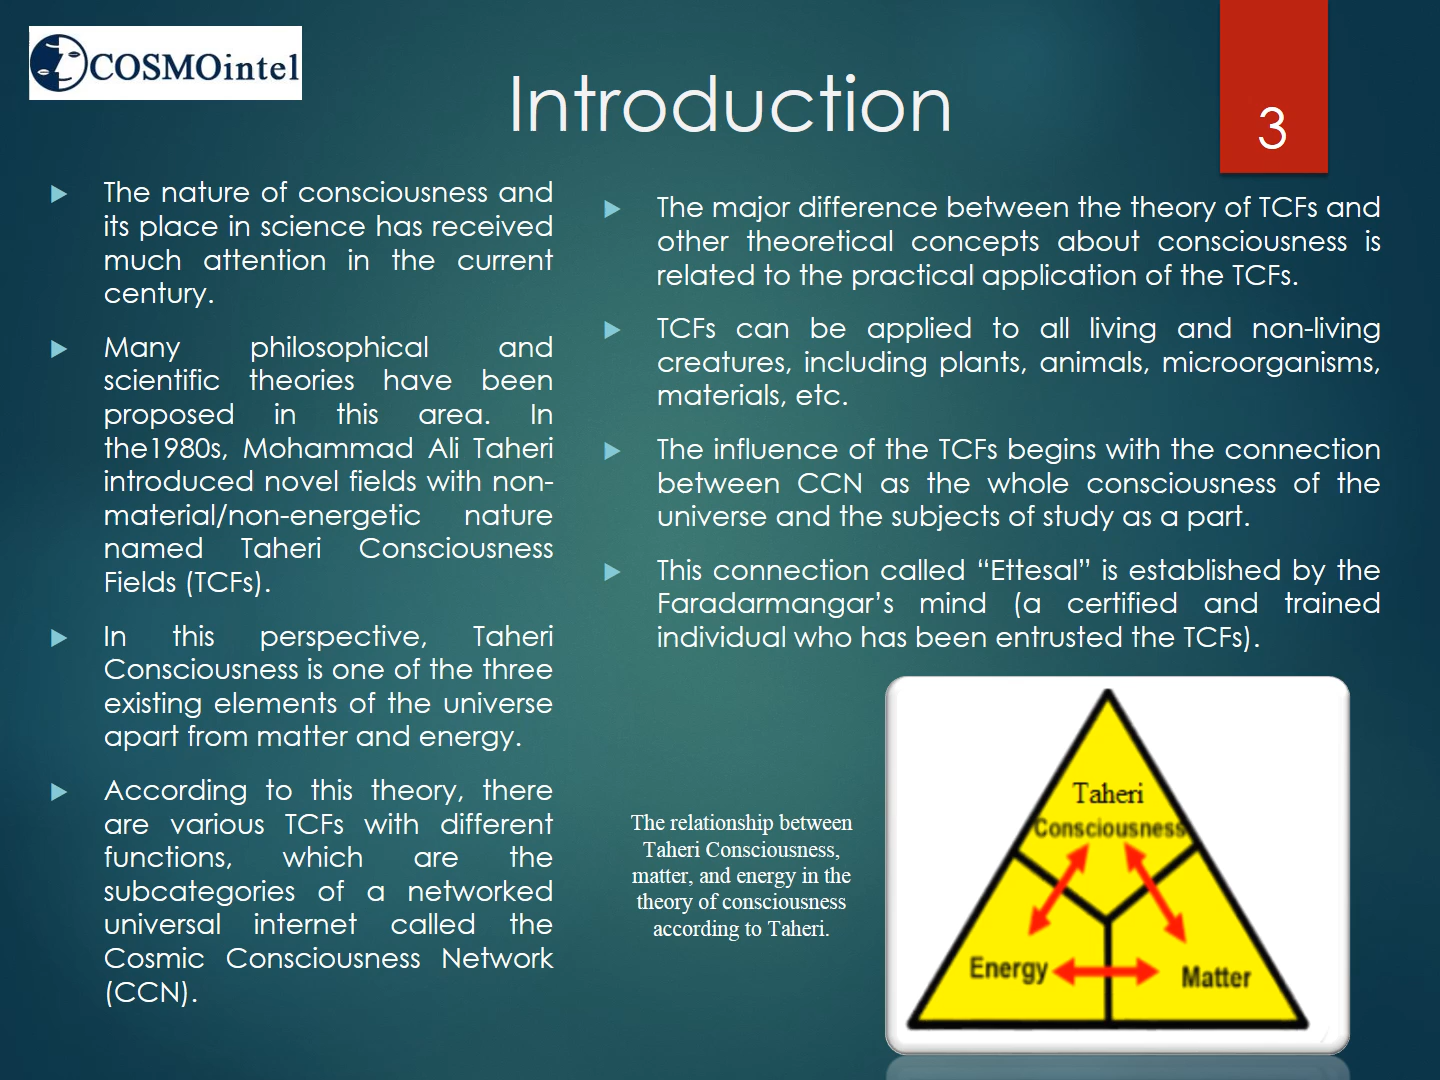 COSMOintel
Introduction
3
The nature of consciousness and
its place in science has received
much attention in the current
century.
Many philosophical and
scientific theories have been
proposed in this area. In
the1980s, Mohammad Ali Taheri
introduced novel fields with non-
material/non-energetic nature
named Taheri Consciousness
Fields (TCFs).
In this perspective, Taheri
Consciousness is one of the three
existing elements of the universe
apart from matter and energy.
According to this theory, there
are various TCFs with different
functions, which are the
subcategories of a networked
universal internet called the
Cosmic Consciousness Network
(CCN).
The major difference between the theory of TCFs and
other theoretical concepts about consciousness is
related to the practical application of the TCFs.
TCFs can be applied to all living and non-living
creatures, including plants, animals, microorganisms,
materials, etc.
The influence of the TCFs begins with the connection
between CCN as the whole consciousness of the
universe and the subjects of study as a part.
This connection called “Ettesal” is established by the
Faradarmangar’s mind (a certified and trained
individual who has been entrusted the TCFs).
The relationship between
Taheri Consciousness,
matter, and energy in the
theory of consciousness
according to Taheri.
Taheri
Consciousness
Energy
Matter